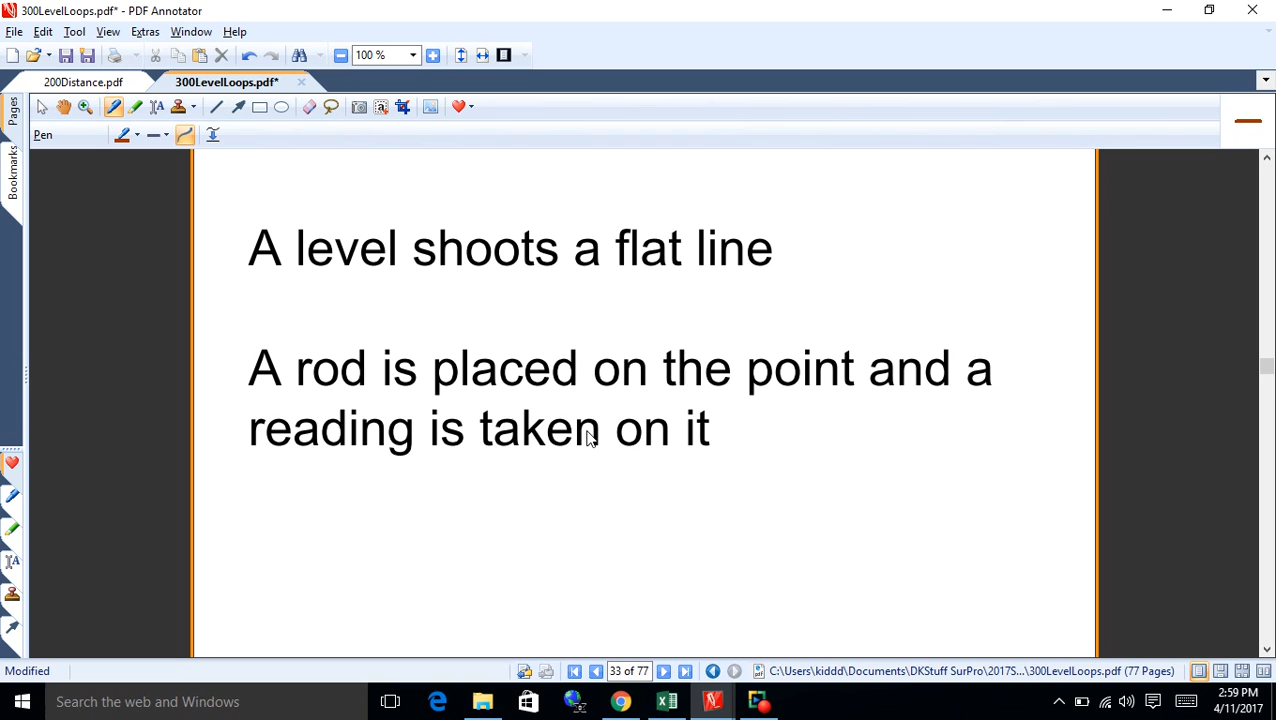 300LevelLoops.pdf* - PDF Annotator
File Edit Tool View Extras Window Help
100 %
200Distance.pdf 300LevelLoops.pdf*
Pages
Bookmarks
Pen
A level shoots a flat line
A rod is placed on the point and a
reading is taken on it
Modified 33 of 77 C:\Users\kiddd\Documents\DKStuff SurPro\2017S...\300LevelLoops.pdf (77 Pages)
Search the web and Windows
2:59 PM
4/11/2017